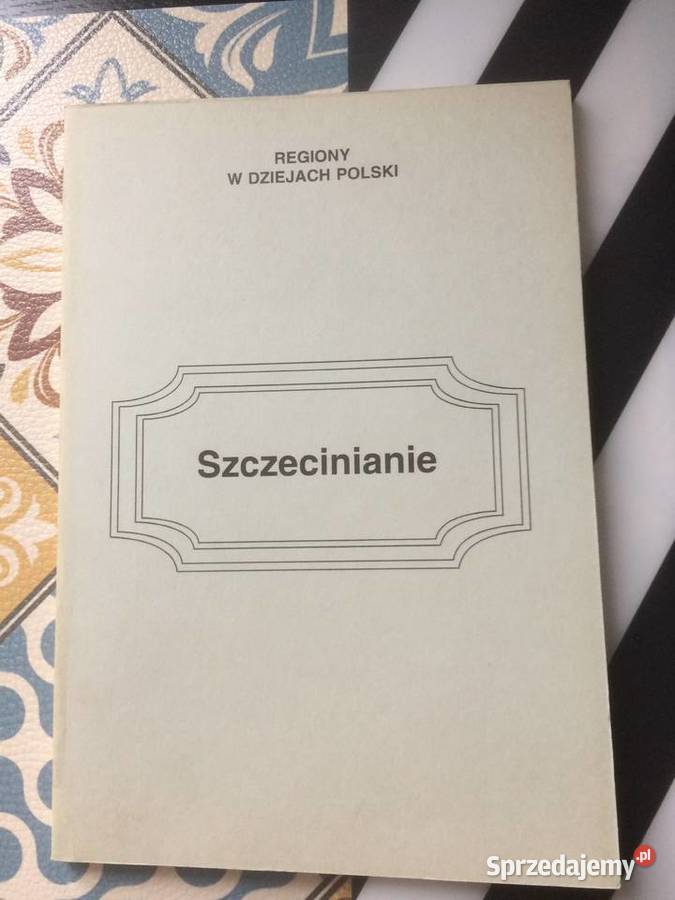 REGIONY
W DZIEJACH POLSKI
Szczecinianie
Sprzedajemy.pl